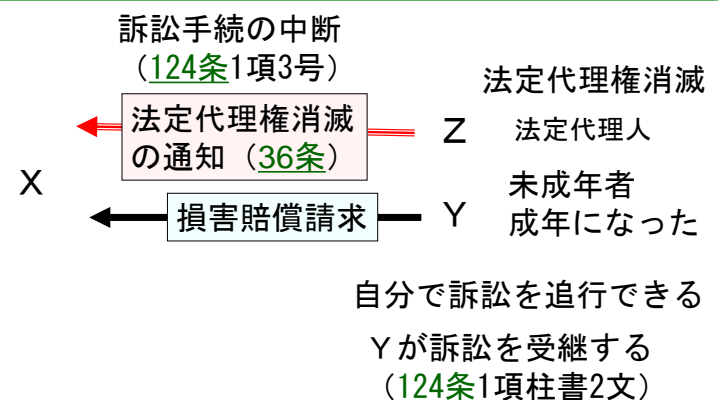 訴訟手続の中断
（124条1項3号）
法定代理権消滅
法定代理権消滅
の通知（36条）
Z 法定代理人
X
未成年者
成年になった
損害賠償請求
Y
自分で訴訟を追行できる
Yが訴訟を受継する
（124条1項柱書2文）